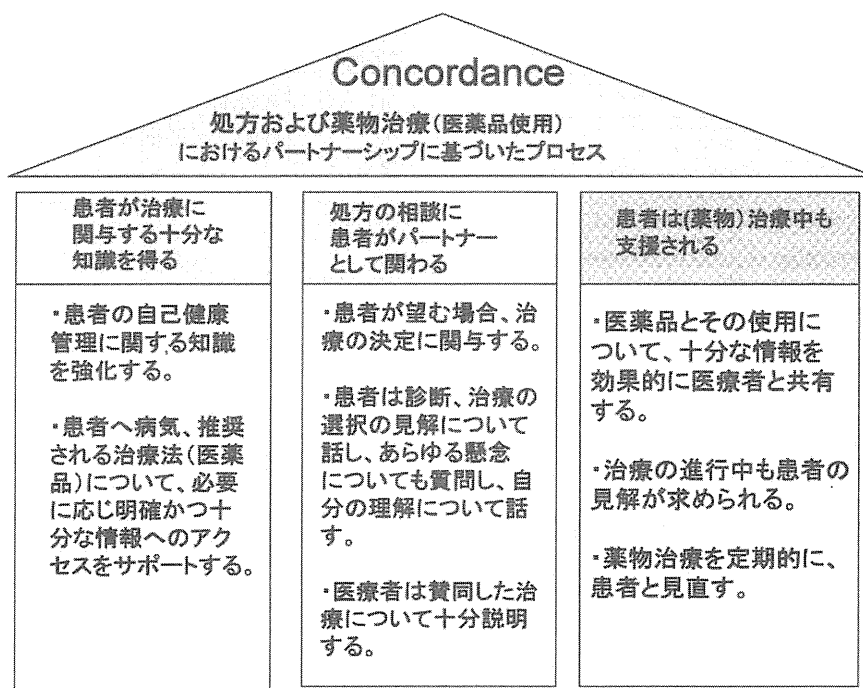 Concordance
処方および薬物治療(医薬品使用)
におけるパートナーシップに基づいたプロセス
患者が治療に
関与する十分な
知識を得る
・患者の自己健康
管理に関する知識
を強化する。
・患者へ病気、推奨
される治療法(医薬
品)について、必要
に応じ明確かつ十
分な情報へのアク
セスをサポートする。
処方の相談に
患者がパートナー
として関わる
・患者が望む場合、治
療の決定に関与する。
・患者は診断、治療の
選択の見解について
話し、あらゆる懸念
についても質問し、自
分の理解について話
す。
・医療者は賛同した治
療について十分説明
する。
患者は(薬物)治療中も
支援される
・医薬品とその使用に
ついて、十分な情報を
効果的に医療者と共有
する。
・治療の進行中も患者の
見解が求められる。
・薬物治療を定期的に、
患者と見直す。